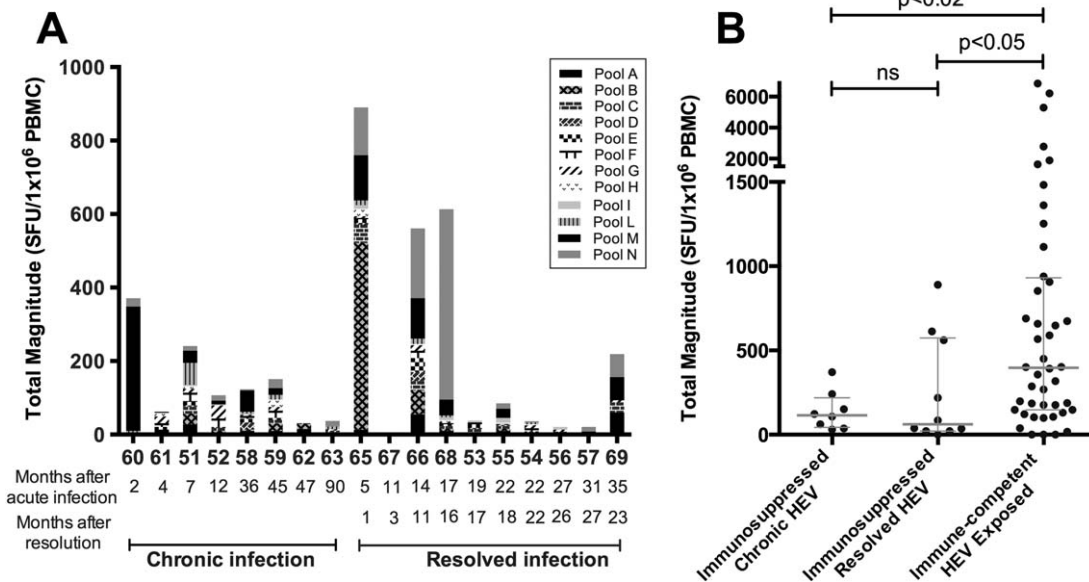 A
Total Magnitude (SFU/1x10⁶ PBMC)
1000
800
600
400
200
0
Pool A
Pool B
Pool C
Pool D
Pool E
Pool F
Pool G
Pool H
Pool I
Pool L
Pool M
Pool N
60 61 51 52 58 59 62 63 65 67 66 68 53 55 54 56 57 69
Months after
acute infection
2 4 7 12 36 45 47 90 5 11 14 17 19 22 22 27 31 35
Months after
resolution
1 3 11 16 17 18 22 26 27 23
Chronic infection
Resolved infection
B
p<0.02
p<0.05
ns
Total Magnitude (SFU/1x10⁶ PBMC)
6000
4000
2000
1500
1000
500
0
Immunosuppressed
Chronic HEV
Immunosuppressed
Resolved HEV
Immune-competent
HEV Exposed